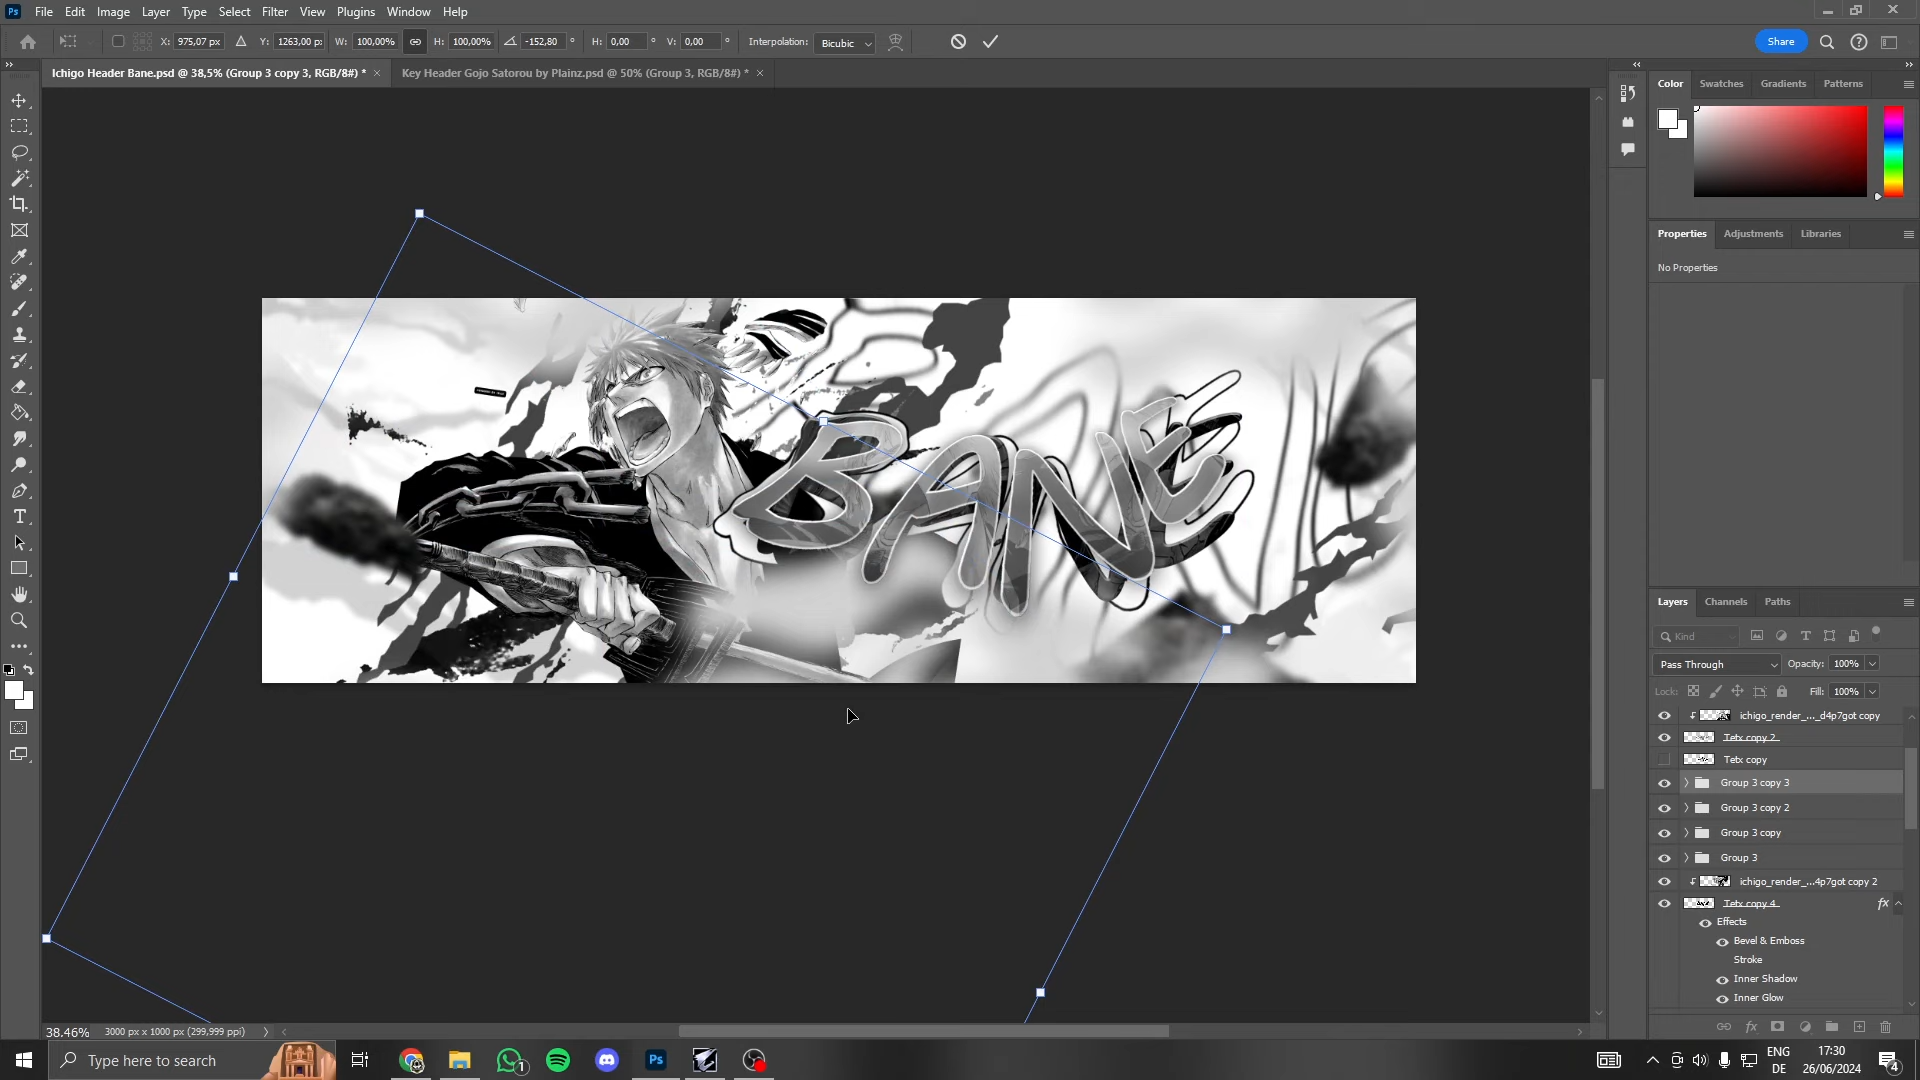 Ps File Edit Image Layer Type Select Filter View Plugins Window Help
X: 975,07 px Y: 1263,00 px W: 100,00% H: 100,00% -152,80 ° H: 0,00 ° V: 0,00 ° Interpolation: Bicubic Share
Ichigo Header Bane.psd @ 38,5% (Group 3 copy 3, RGB/8#) * × Key Header Gojo Satorou by Plainz.psd @ 50% (Group 3, RGB/8#) * ×
Color Swatches Gradients Patterns
Properties Adjustments Libraries
No Properties
BANE
Layers Channels Paths
Kind
Pass Through Opacity: 100%
Lock: Fill: 100%
ichigo_render_..._d4p7got copy
Tetx copy 2
Tetx copy
Group 3 copy 3
Group 3 copy 2
Group 3 copy
Group 3
ichigo_render_...4p7got copy 2
Tetx copy 4 fx
Effects
Bevel & Emboss
Stroke
Inner Shadow
Inner Glow
38.46% 3000 px x 1000 px (299,999 ppi)
Type here to search
1
Ps
ENG
DE
17:30
26/06/2024
4